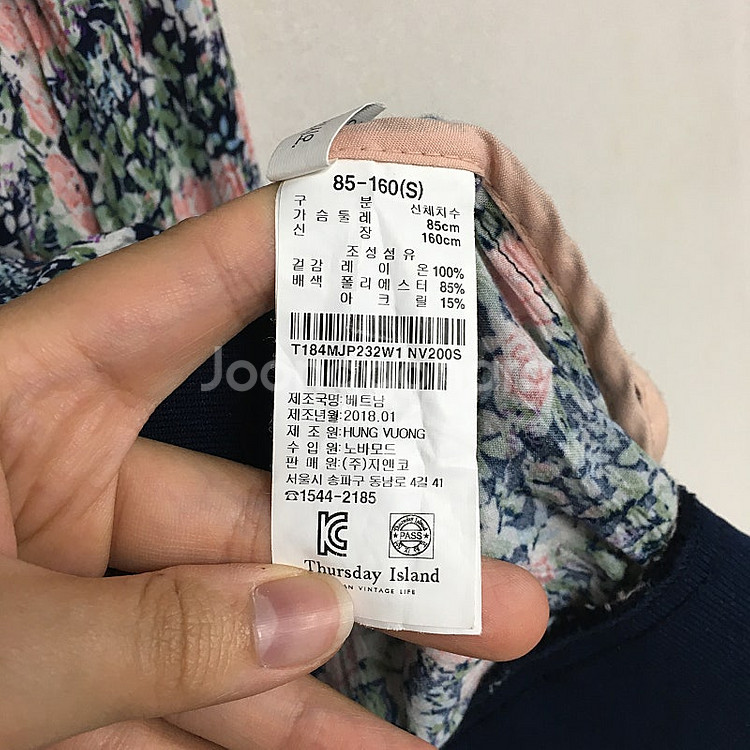 85-160(S)
구 분 신체치수
가슴둘레 85cm
신 장 160cm
조성섬유
겉감 레 이 온 100%
배색 폴리에스터 85%
아 크 릴 15%
T184MJP232W1 NV200S
제조국명:베트남
제조년월:2018.01
제 조 원:HUNG VUONG
수 입 원:노바모드
판 매 원:(주)지앤코
서울시 송파구 동남로 4길 41
☎1544-2185
Thursday Island
PASS
Thursday Island
VINTAGE LIFE